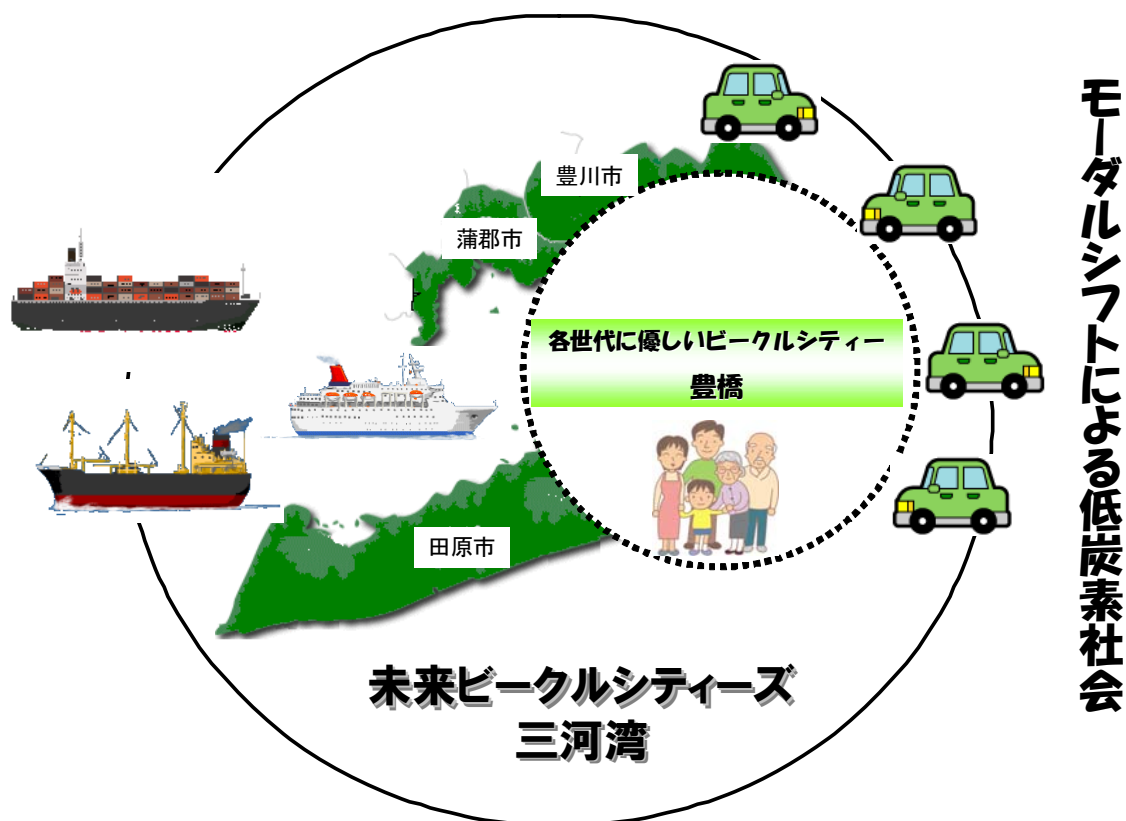 豊川市
蒲郡市
各世代に優しいビークルシティー
豊橋
田原市
未来ビークルシティーズ
三河湾
モーダルシフトによる低炭素社会